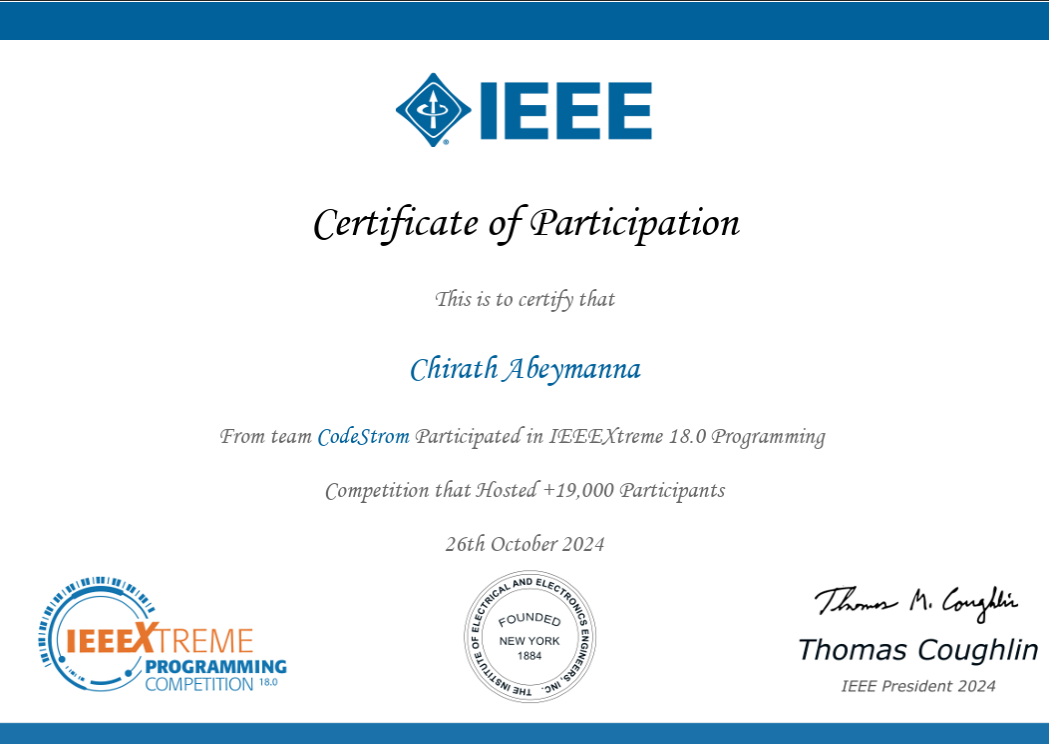 IEEE
Certificate of Participation
This is to certify that
Chirath Abeymanna
From team CodeStrom Participated in IEEEXtreme 18.0 Programming
Competition that Hosted +19,000 Participants
26th October 2024
IEEEXTREME
PROGRAMMING
COMPETITION 18.0
THE INSTITUTE OF ELECTRICAL AND ELECTRONICS ENGINEERS, INC.
FOUNDED
NEW YORK
1884
Thomas M. Coughlin
Thomas Coughlin
IEEE President 2024